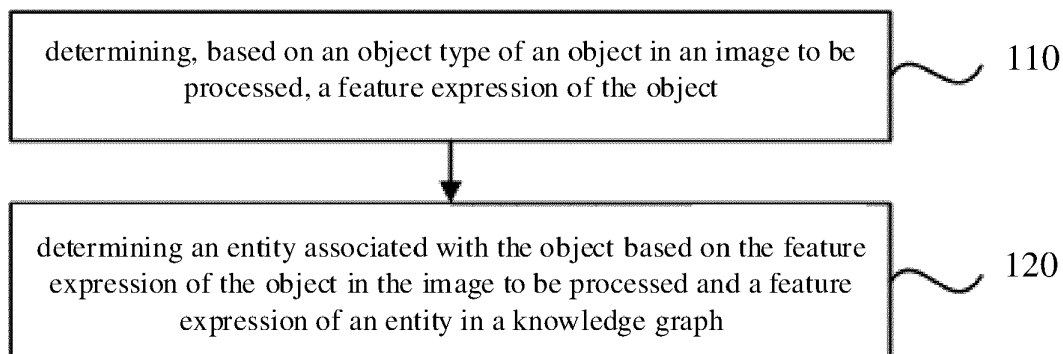 determining, based on an object type of an object in an image to be
processed, a feature expression of the object
110
determining an entity associated with the object based on the feature
expression of the object in the image to be processed and a feature
expression of an entity in a knowledge graph
120